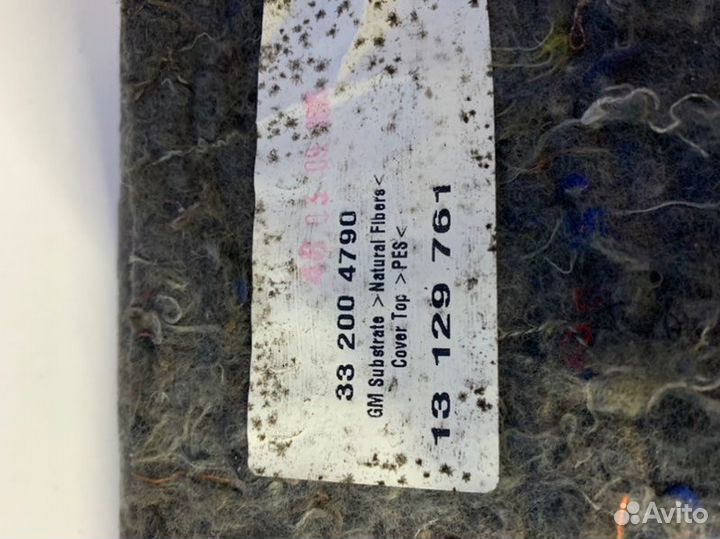 33 200 4790
GM Substrate >Natural Fibers<
Cover Top >PES<
13 129 761
Avito